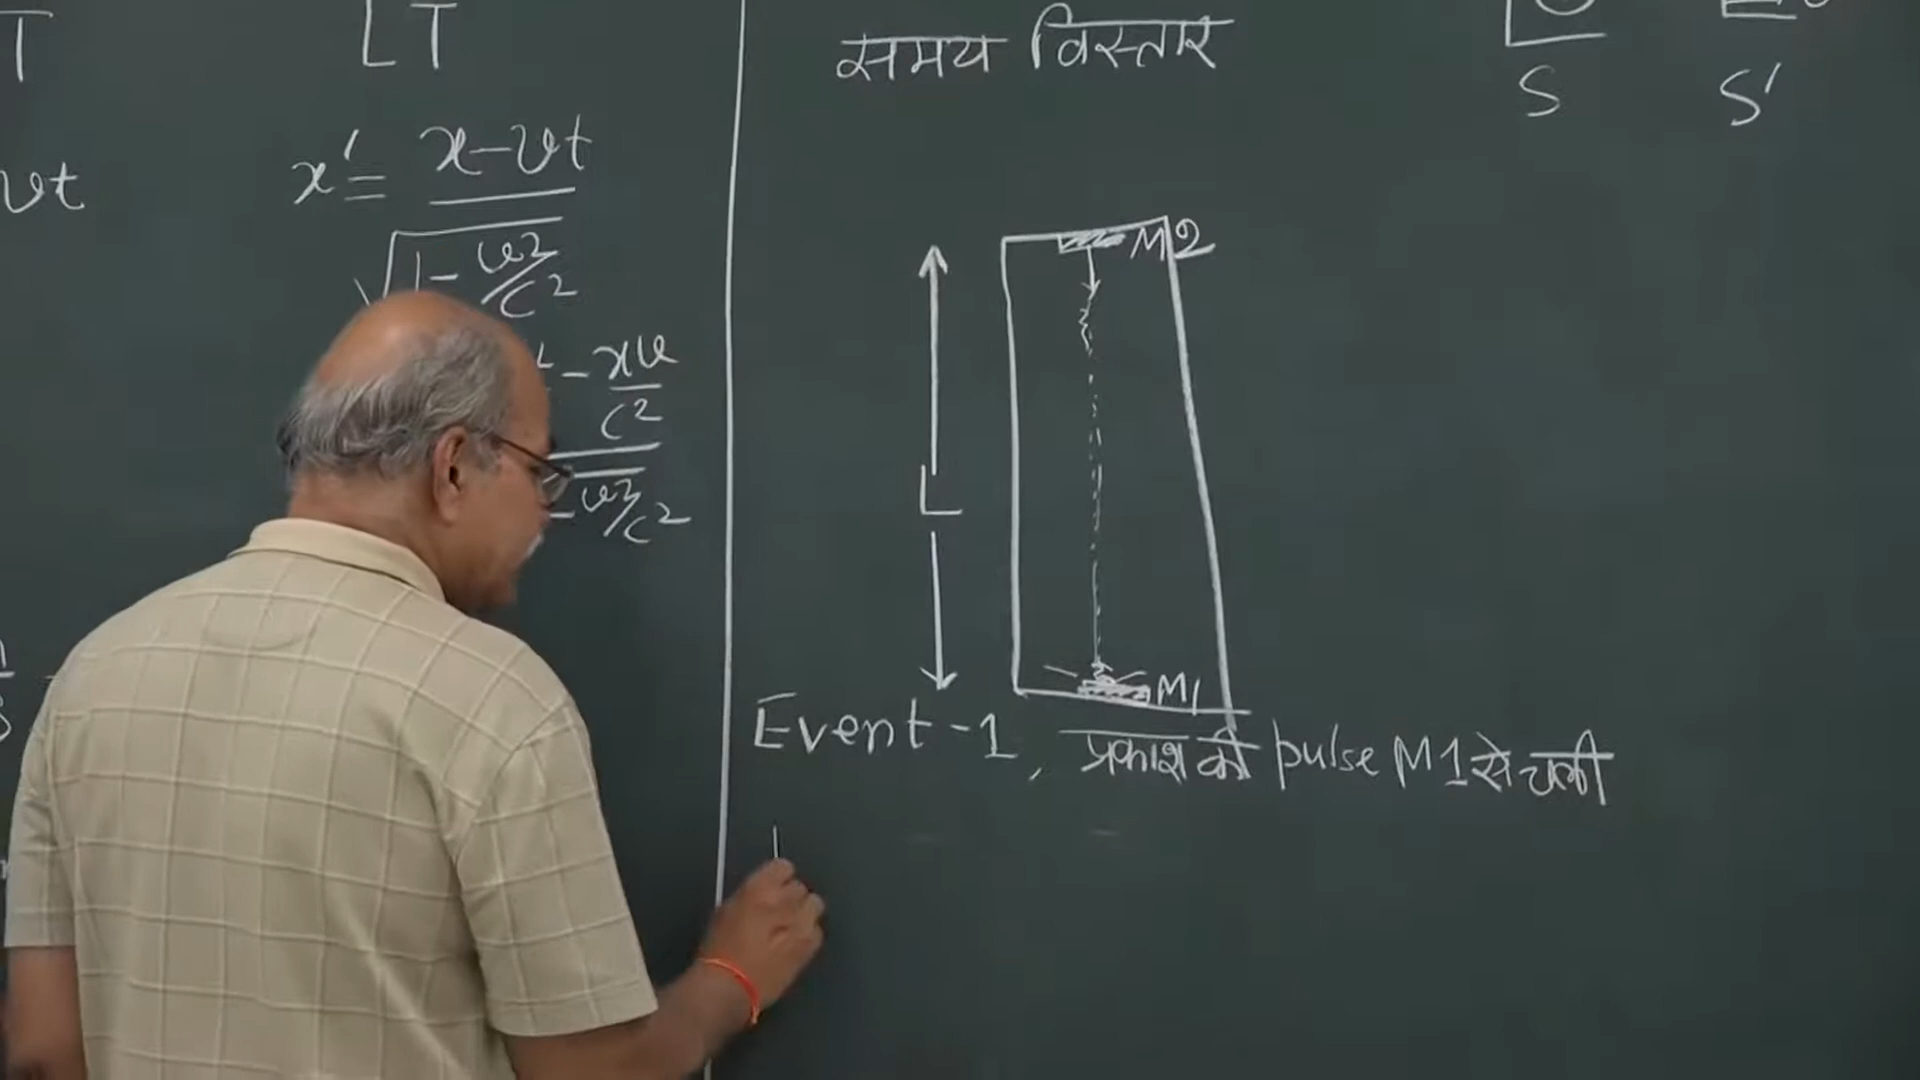 T
LT
vt
x' = x-vt
√1-v²/c²
- xv
c²
- v²/c²
समय विस्तार
S S'
M2
L
M1
Event-1, प्रकाश की pulse M1 से चली